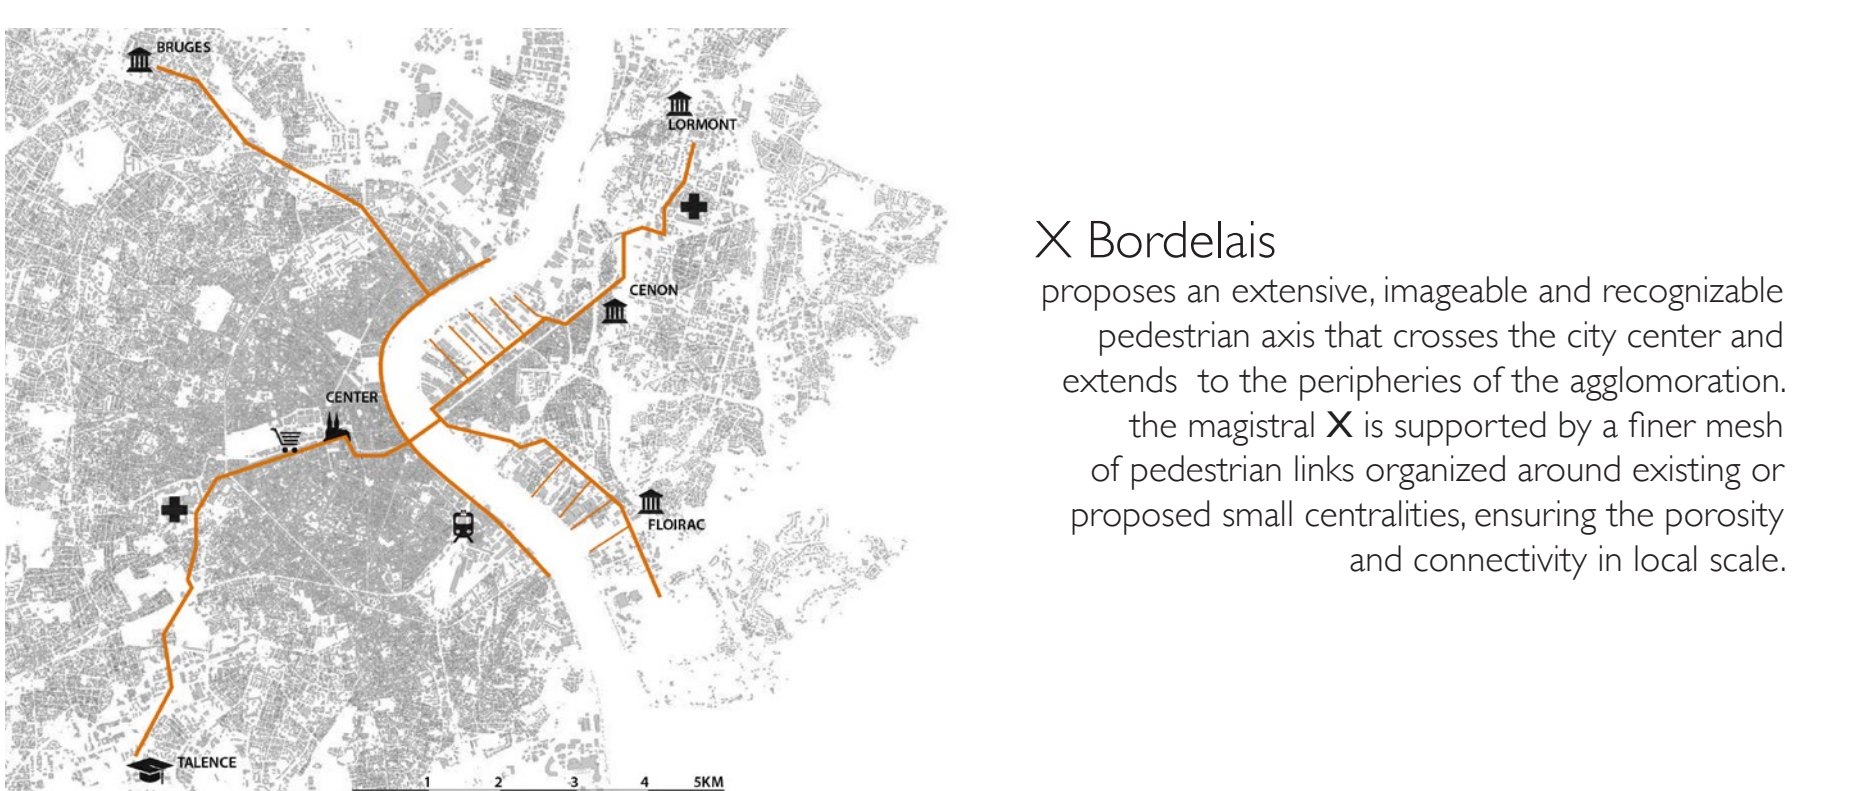 BRUGES
LORMONT
CENON
CENTER
FLOIRAC
TALENCE
1 2 3 4 5KM
X Bordelais
proposes an extensive, imageable and recognizable
pedestrian axis that crosses the city center and
extends  to the peripheries of the agglomoration.
the magistral X is supported by a finer mesh
of pedestrian links organized around existing or
proposed small centralities, ensuring the porosity
and connectivity in local scale.